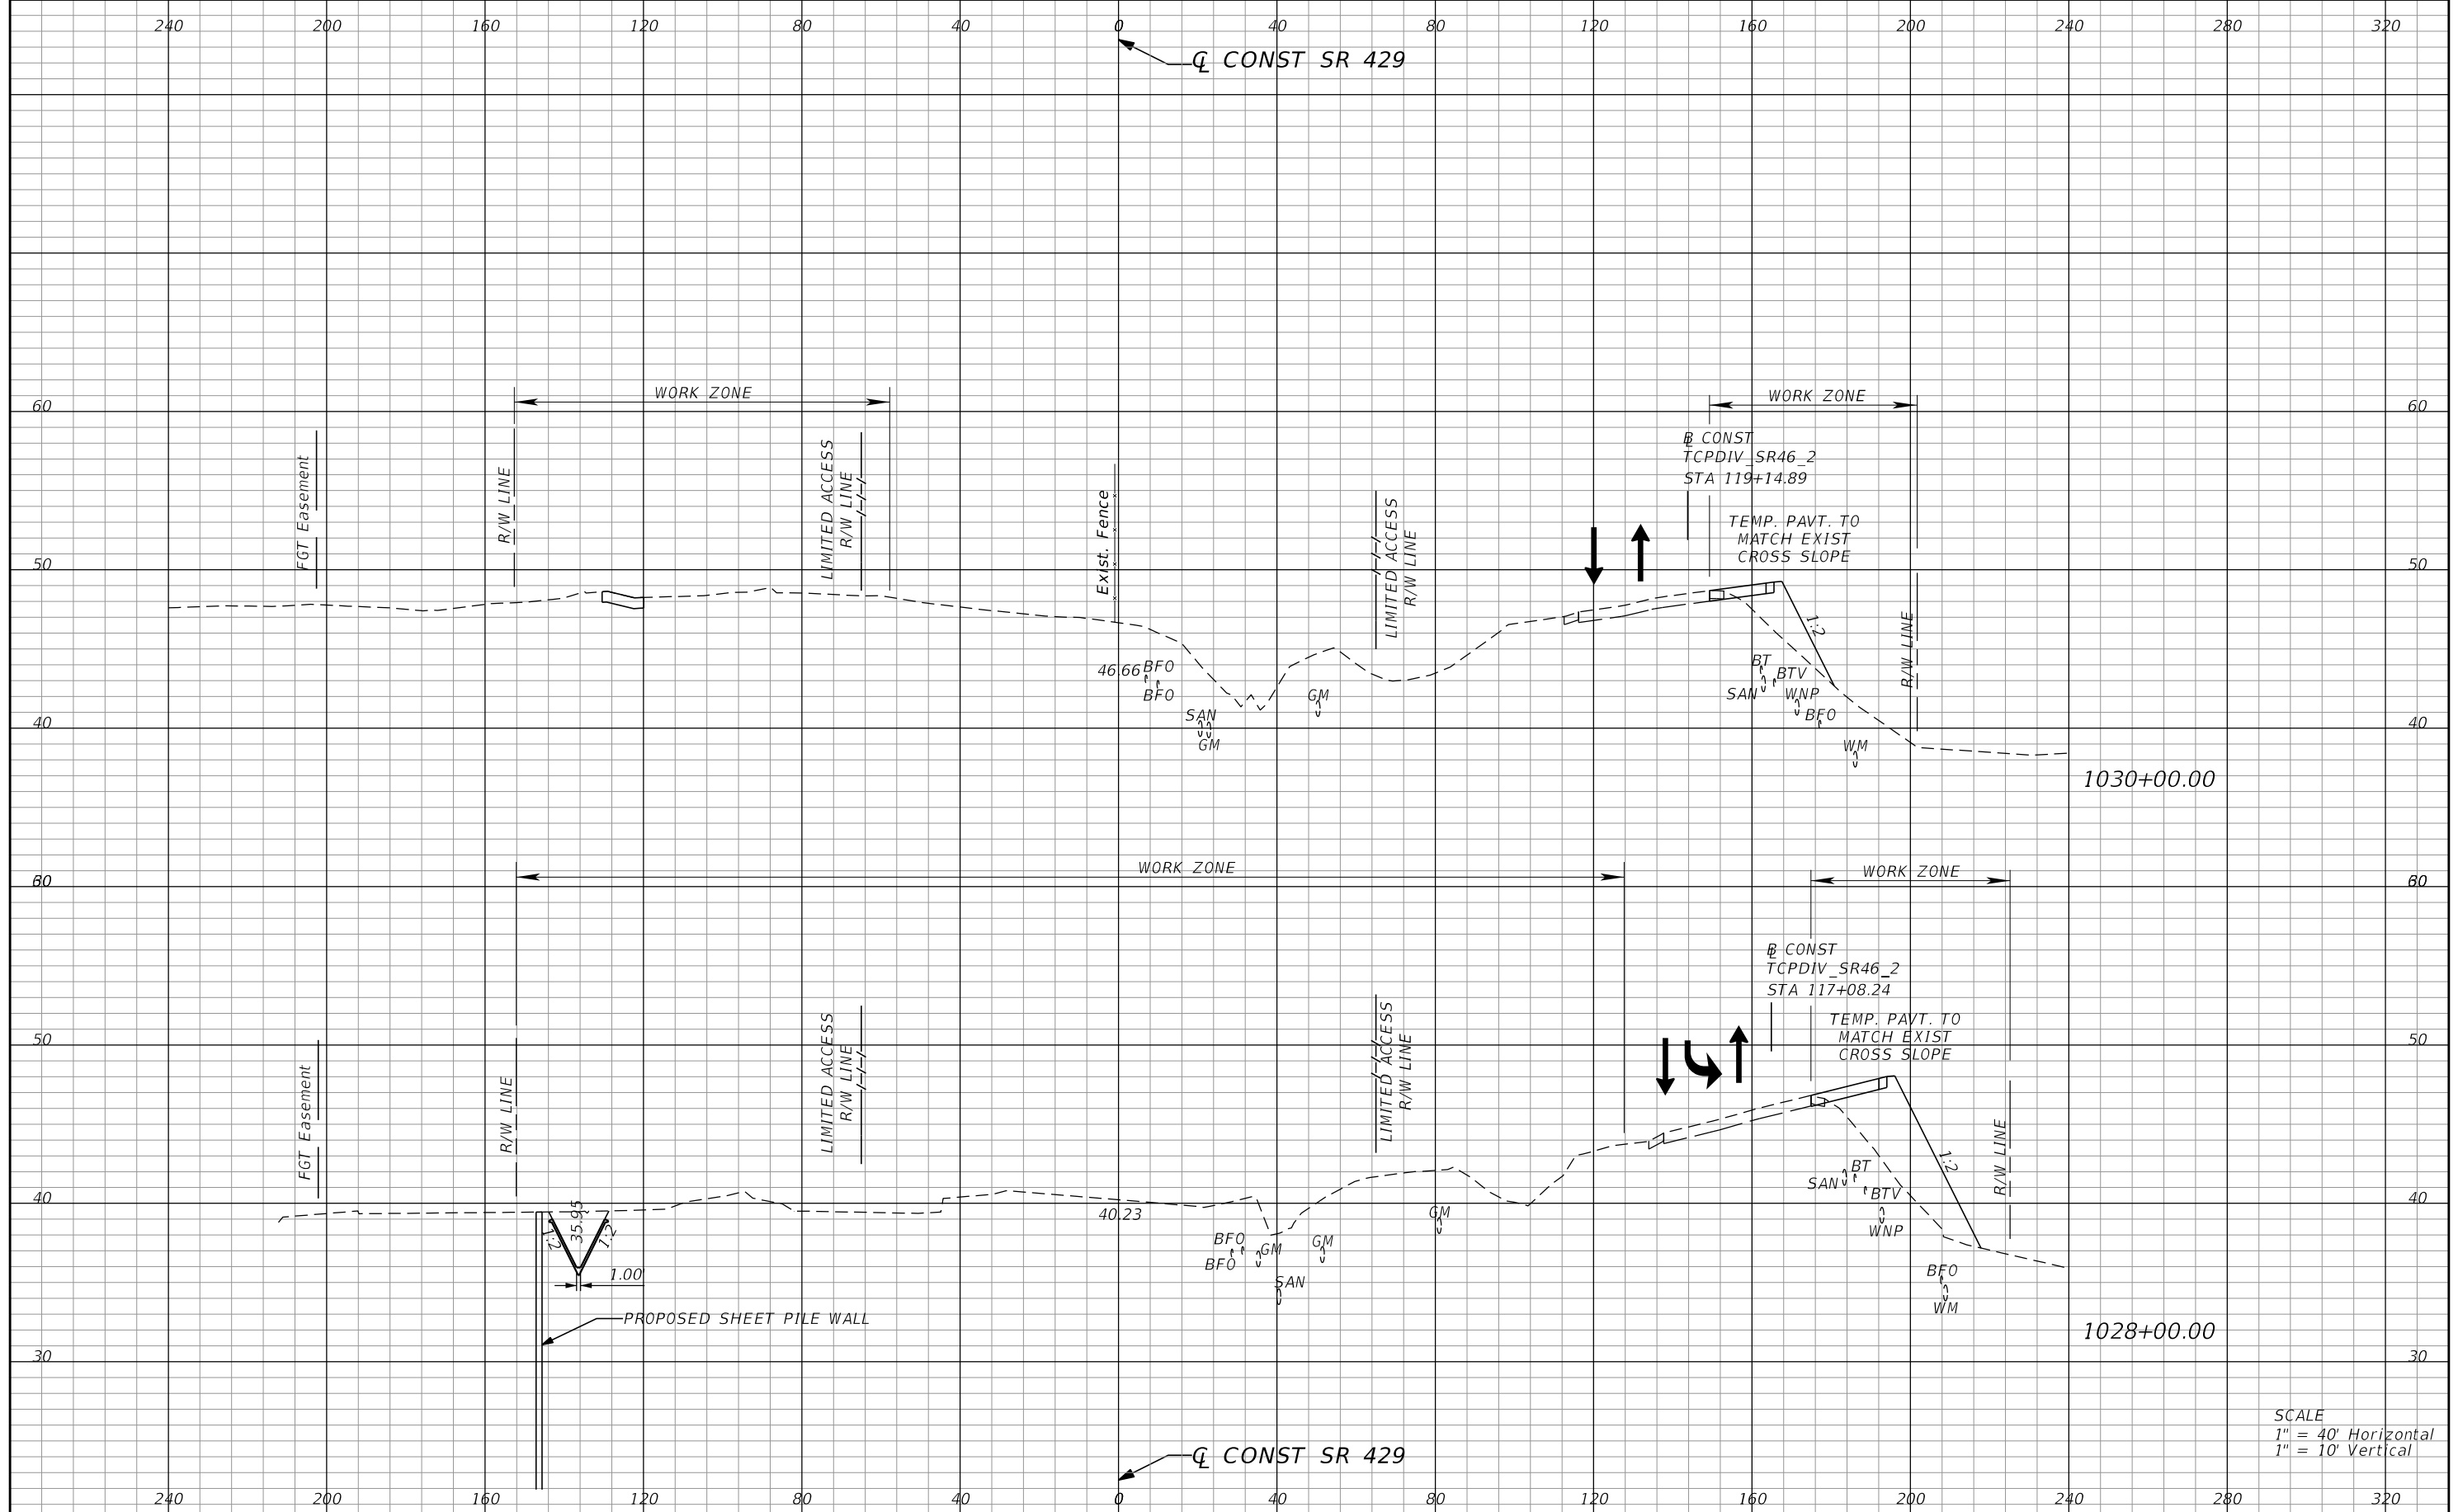 240 200 160 120 80 40 0 40 80 120 160 200 240 280 320
℄ CONST SR 429
60 60
WORK ZONE
WORK ZONE
FGT Easement
R/W LINE
LIMITED ACCESS
R/W LINE
Exist. Fence
LIMITED ACCESS
R/W LINE
B CONST
TCPDIV_SR46_2
STA 119+14.89
TEMP. PAVT. TO
MATCH EXIST
CROSS SLOPE
50 50
1:2
R/W LINE
46.66
BFO
BFO
SAN
GM
GM
BT
BTV
SAN
WNP
BFO
WM
40 40
1030+00.00
WORK ZONE
WORK ZONE
FGT Easement
R/W LINE
LIMITED ACCESS
R/W LINE
LIMITED ACCESS
R/W LINE
B CONST
TCPDIV_SR46_2
STA 117+08.24
TEMP. PAVT. TO
MATCH EXIST
CROSS SLOPE
50 50
1:2
R/W LINE
40 40
1:2
35.95
1:2
1.00'
PROPOSED SHEET PILE WALL
40.23
BFO
BFO
GM
SAN
GM
GM
SAN
BT
BTV
WNP
BFO
WM
1028+00.00
30 30
℄ CONST SR 429
SCALE
1" = 40' Horizontal
1" = 10' Vertical
240 200 160 120 80 40 0 40 80 120 160 200 240 280 320